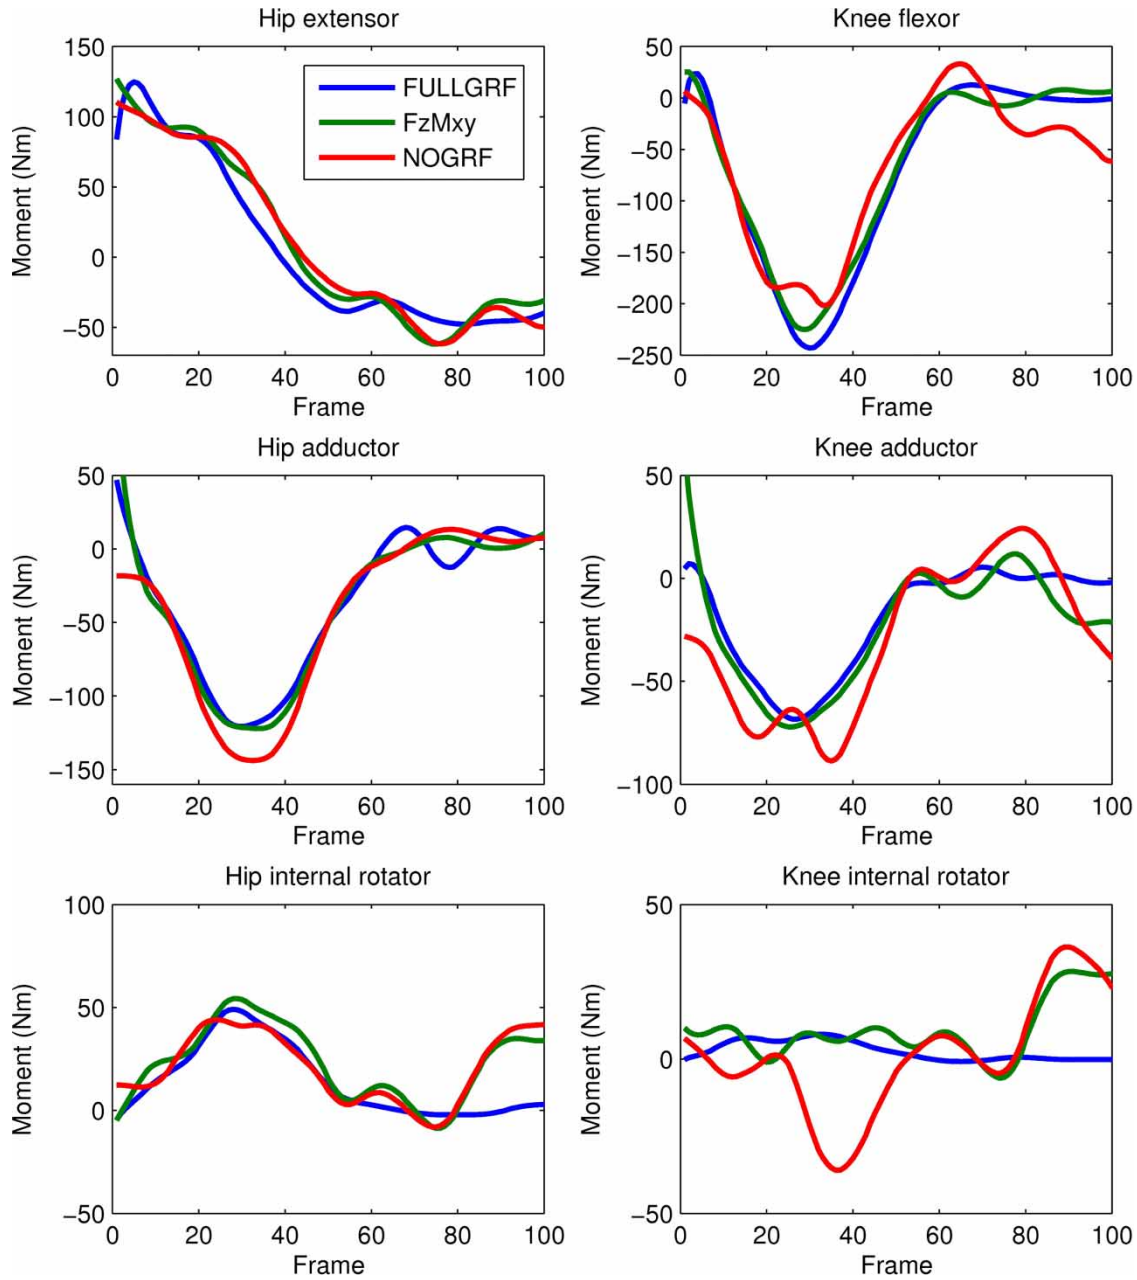 Hip extensor
Moment (Nm)
150
100
50
0
−50
0 20 40 60 80 100
Frame
FULLGRF
FzMxy
NOGRF
Knee flexor
Moment (Nm)
50
0
−50
−100
−150
−200
−250
0 20 40 60 80 100
Frame
Hip adductor
Moment (Nm)
50
0
−50
−100
−150
0 20 40 60 80 100
Frame
Knee adductor
Moment (Nm)
50
0
−50
−100
0 20 40 60 80 100
Frame
Hip internal rotator
Moment (Nm)
100
50
0
−50
0 20 40 60 80 100
Frame
Knee internal rotator
Moment (Nm)
50
0
−50
0 20 40 60 80 100
Frame